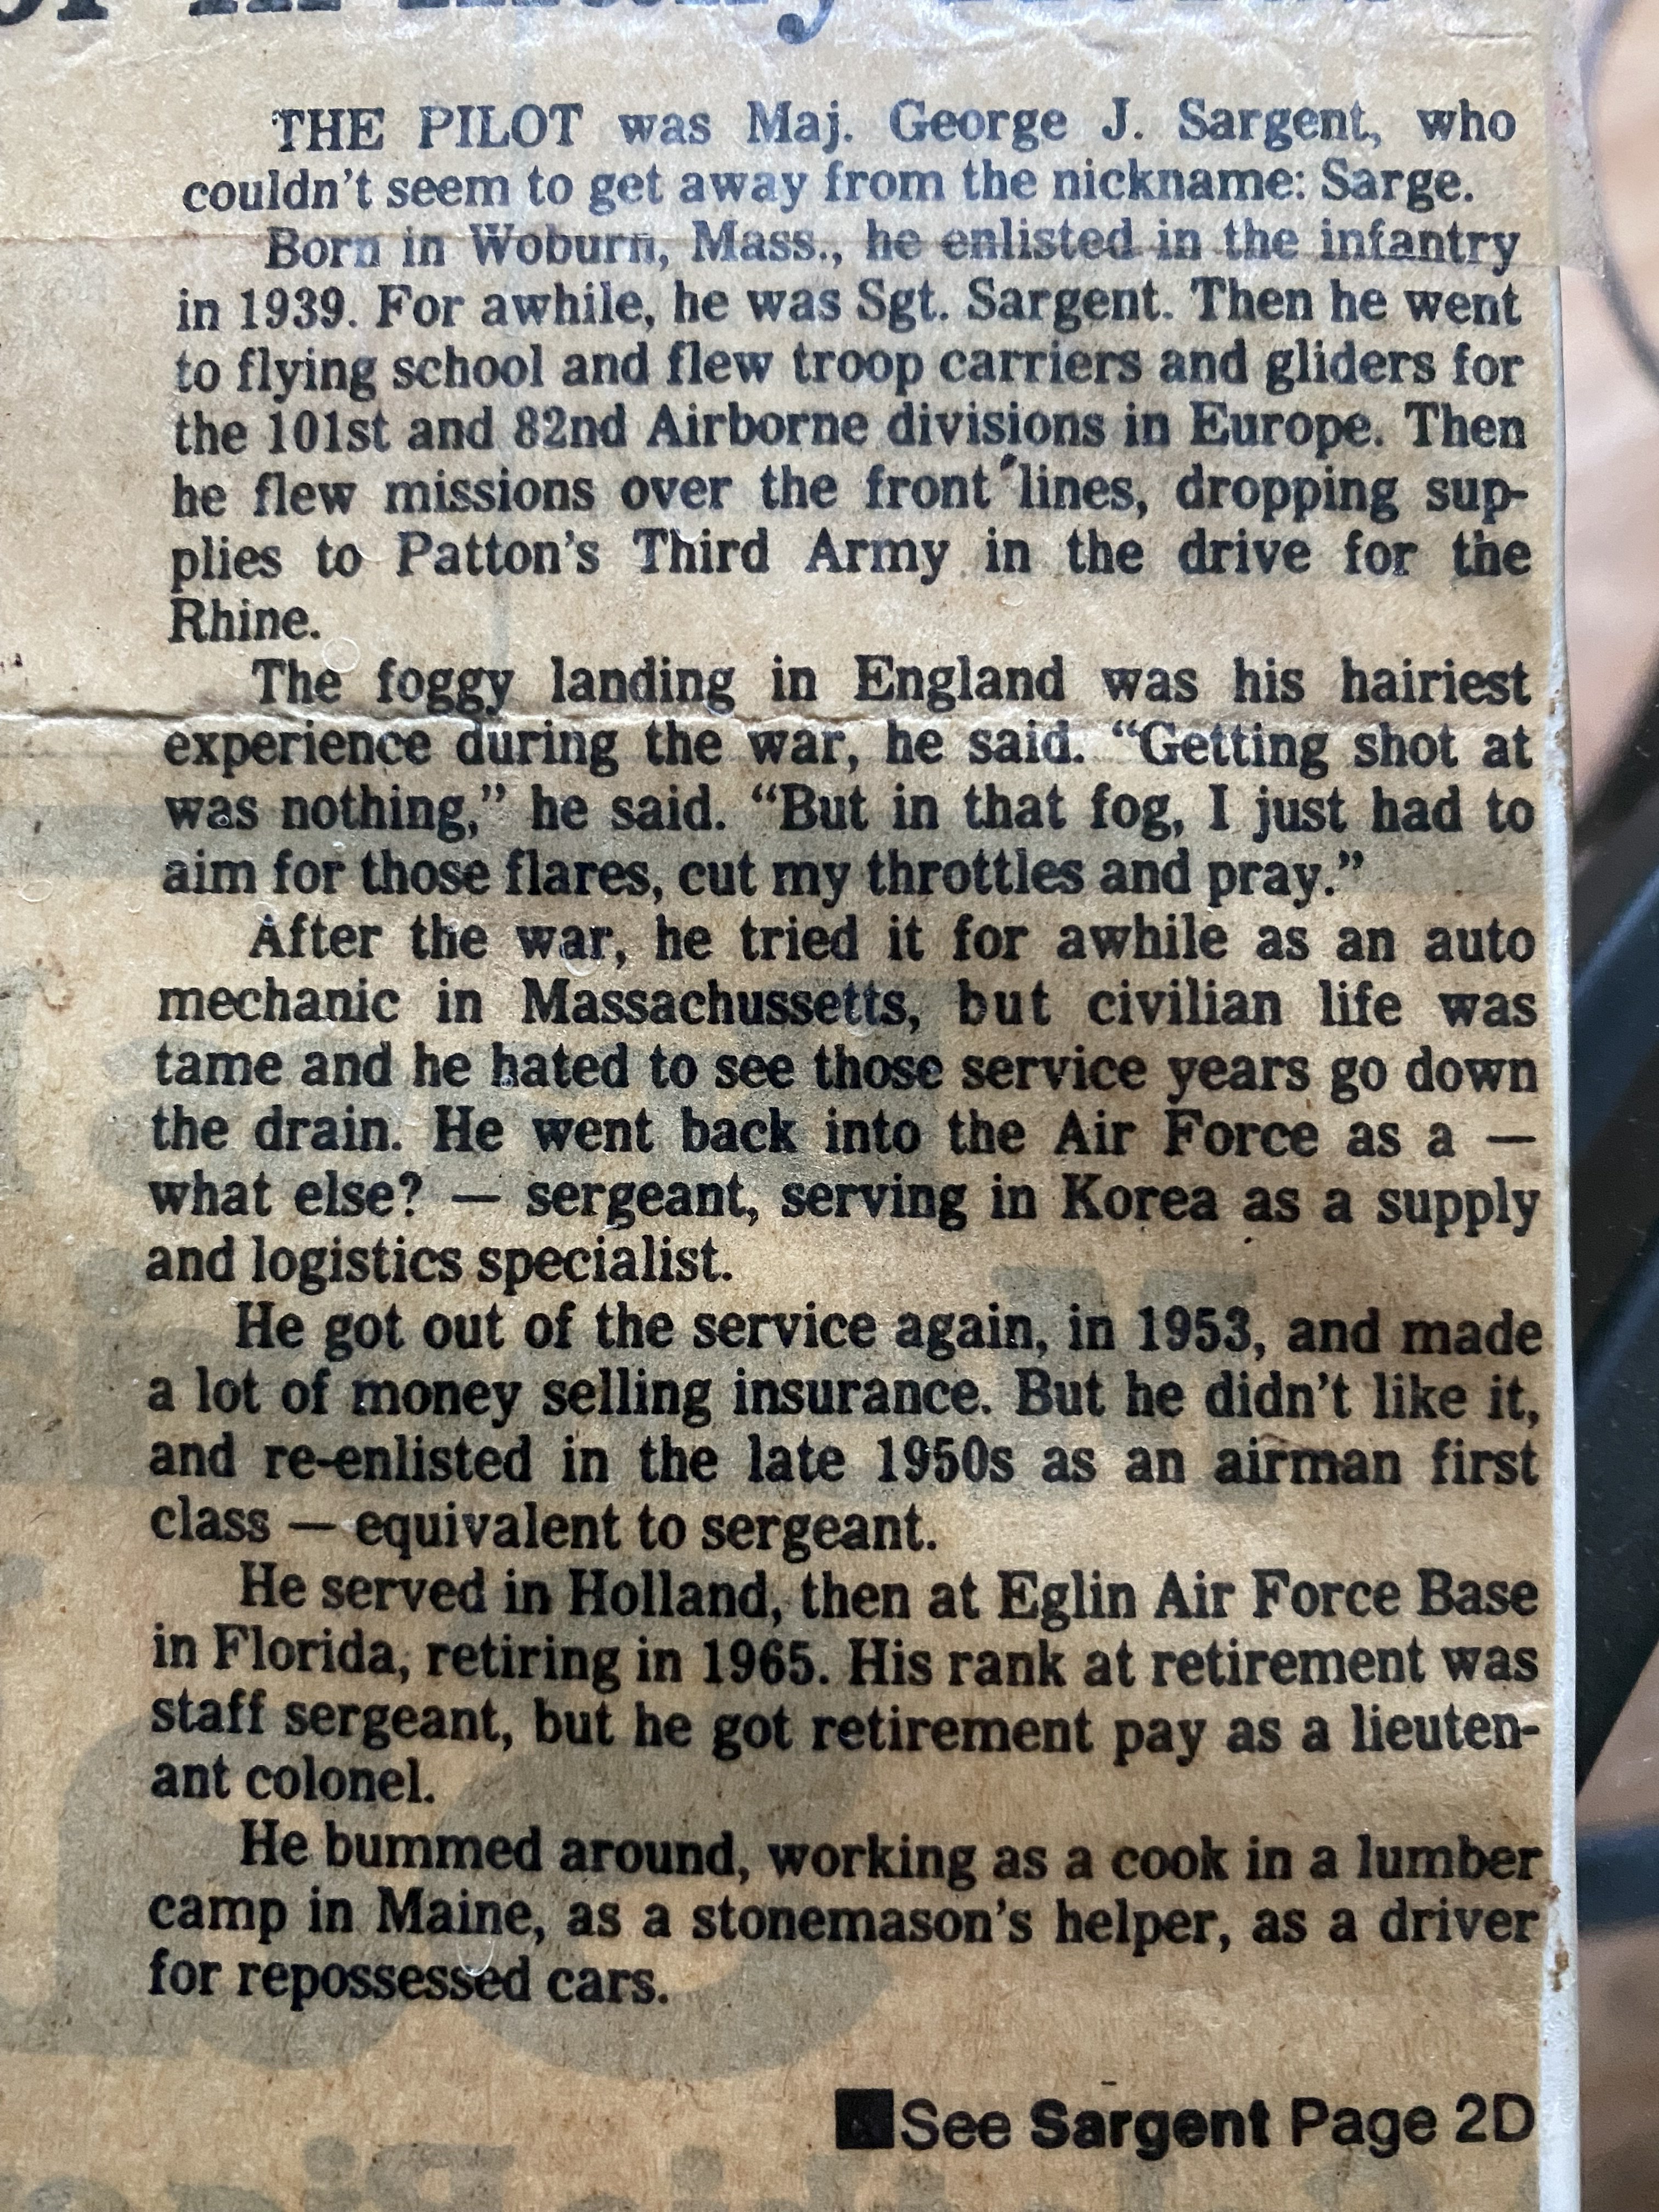 THE PILOT was Maj. George J. Sargent, who
couldn't seem to get away from the nickname: Sarge.
Born in Woburn, Mass., he enlisted in the infantry
in 1939. For awhile, he was Sgt. Sargent. Then he went
to flying school and flew troop carriers and gliders for
the 101st and 82nd Airborne divisions in Europe. Then
he flew missions over the front lines, dropping sup-
plies to Patton's Third Army in the drive for the
Rhine.
The foggy landing in England was his hairiest
experience during the war, he said. “Getting shot at
was nothing,” he said. “But in that fog, I just had to
aim for those flares, cut my throttles and pray.”
After the war, he tried it for awhile as an auto
mechanic in Massachussetts, but civilian life was
tame and he hated to see those service years go down
the drain. He went back into the Air Force as a —
what else? — sergeant, serving in Korea as a supply
and logistics specialist.
He got out of the service again, in 1953, and made
a lot of money selling insurance. But he didn't like it,
and re-enlisted in the late 1950s as an airman first
class — equivalent to sergeant.
He served in Holland, then at Eglin Air Force Base
in Florida, retiring in 1965. His rank at retirement was
staff sergeant, but he got retirement pay as a lieuten-
ant colonel.
He bummed around, working as a cook in a lumber
camp in Maine, as a stonemason's helper, as a driver
for repossessed cars.
See Sargent Page 2D